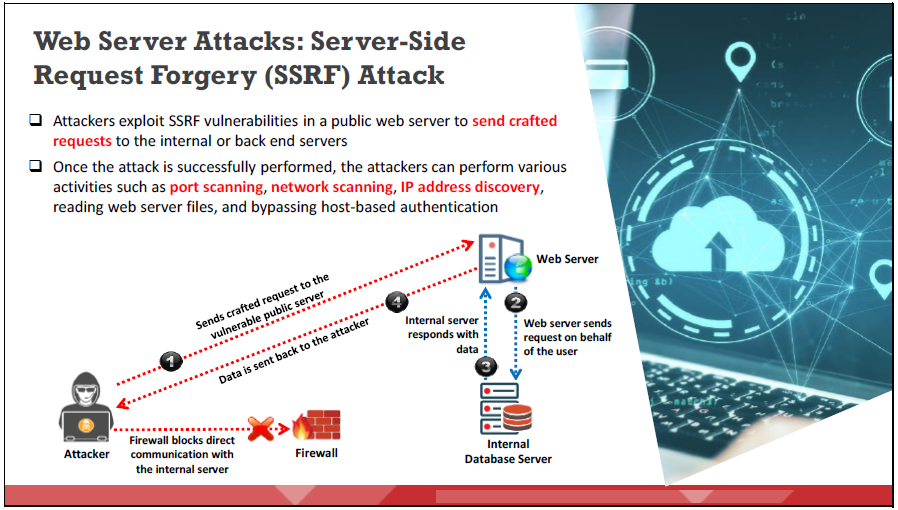 Web Server Attacks: Server-Side
Request Forgery (SSRF) Attack
Attackers exploit SSRF vulnerabilities in a public web server to send crafted
requests to the internal or back end servers
Once the attack is successfully performed, the attackers can perform various
activities such as port scanning, network scanning, IP address discovery,
reading web server files, and bypassing host-based authentication
Web Server
Sends crafted request to the
vulnerable public server
1
4
Data is sent back to the attacker
2
Internal server
responds with
data
Web server sends
request on behalf
of the user
3
Attacker
Firewall blocks direct
communication with
the internal server
Firewall
Internal
Database Server